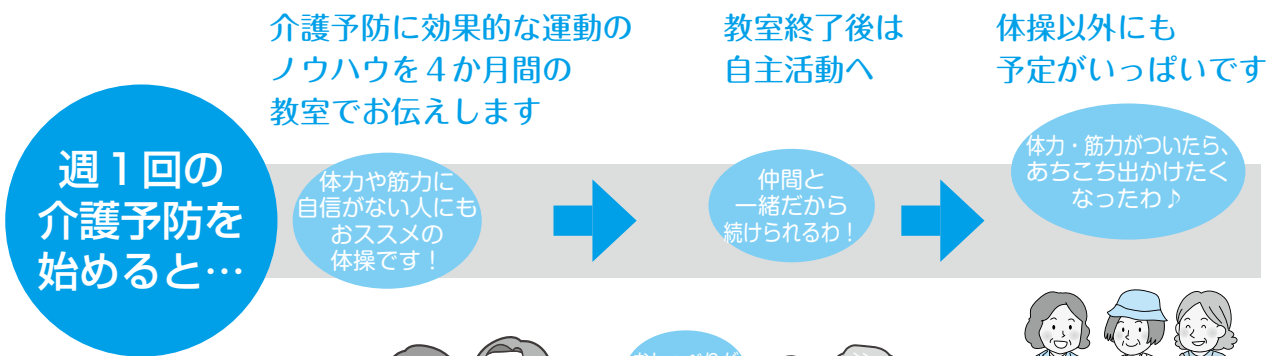 週１回の
介護予防を
始めると…
介護予防に効果的な運動の
ノウハウを４か月間の
教室でお伝えします
体力や筋力に
自信がない人にも
おススメの
体操です！
教室終了後は
自主活動へ
仲間と
一緒だから
続けられるわ！
体操以外にも
予定がいっぱいです
体力・筋力がついたら、
あちこち出かけたく
なったわ♪